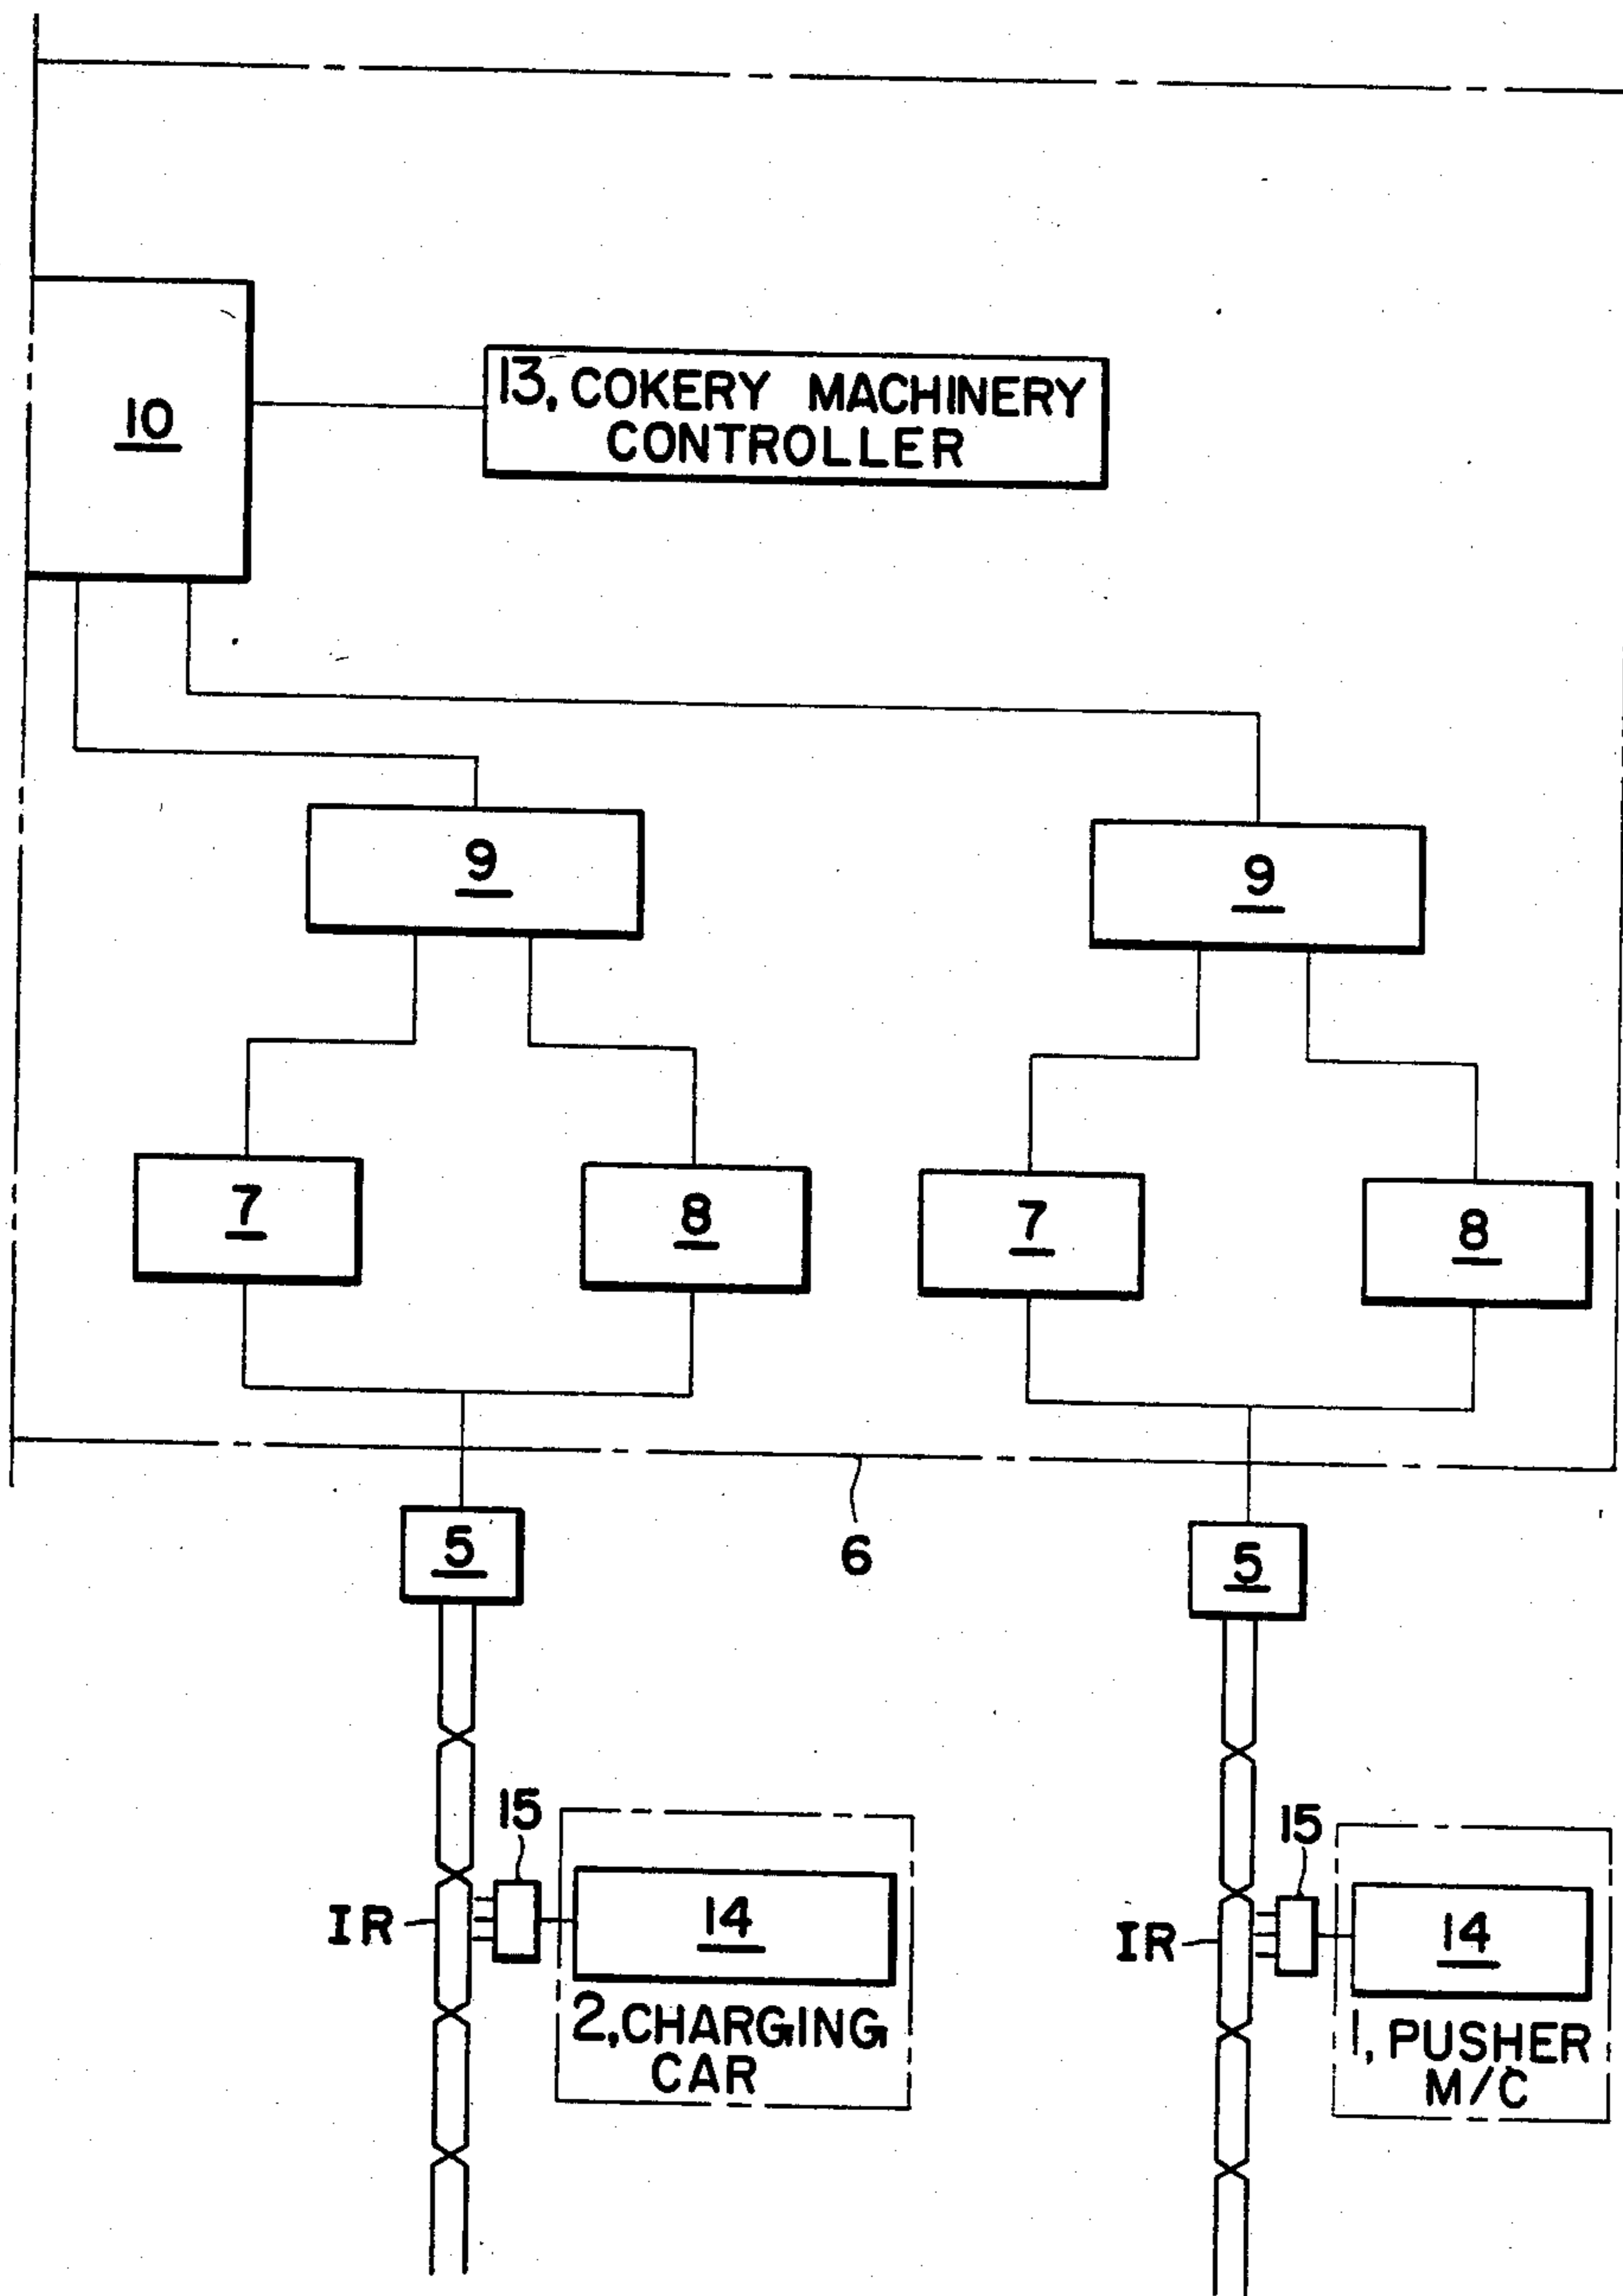 10
13, COKERY MACHINERY
CONTROLLER
9
9
7
8
7
8
5
6
5
15
15
IR
14
IR
14
2, CHARGING
CAR
1, PUSHER
M/C